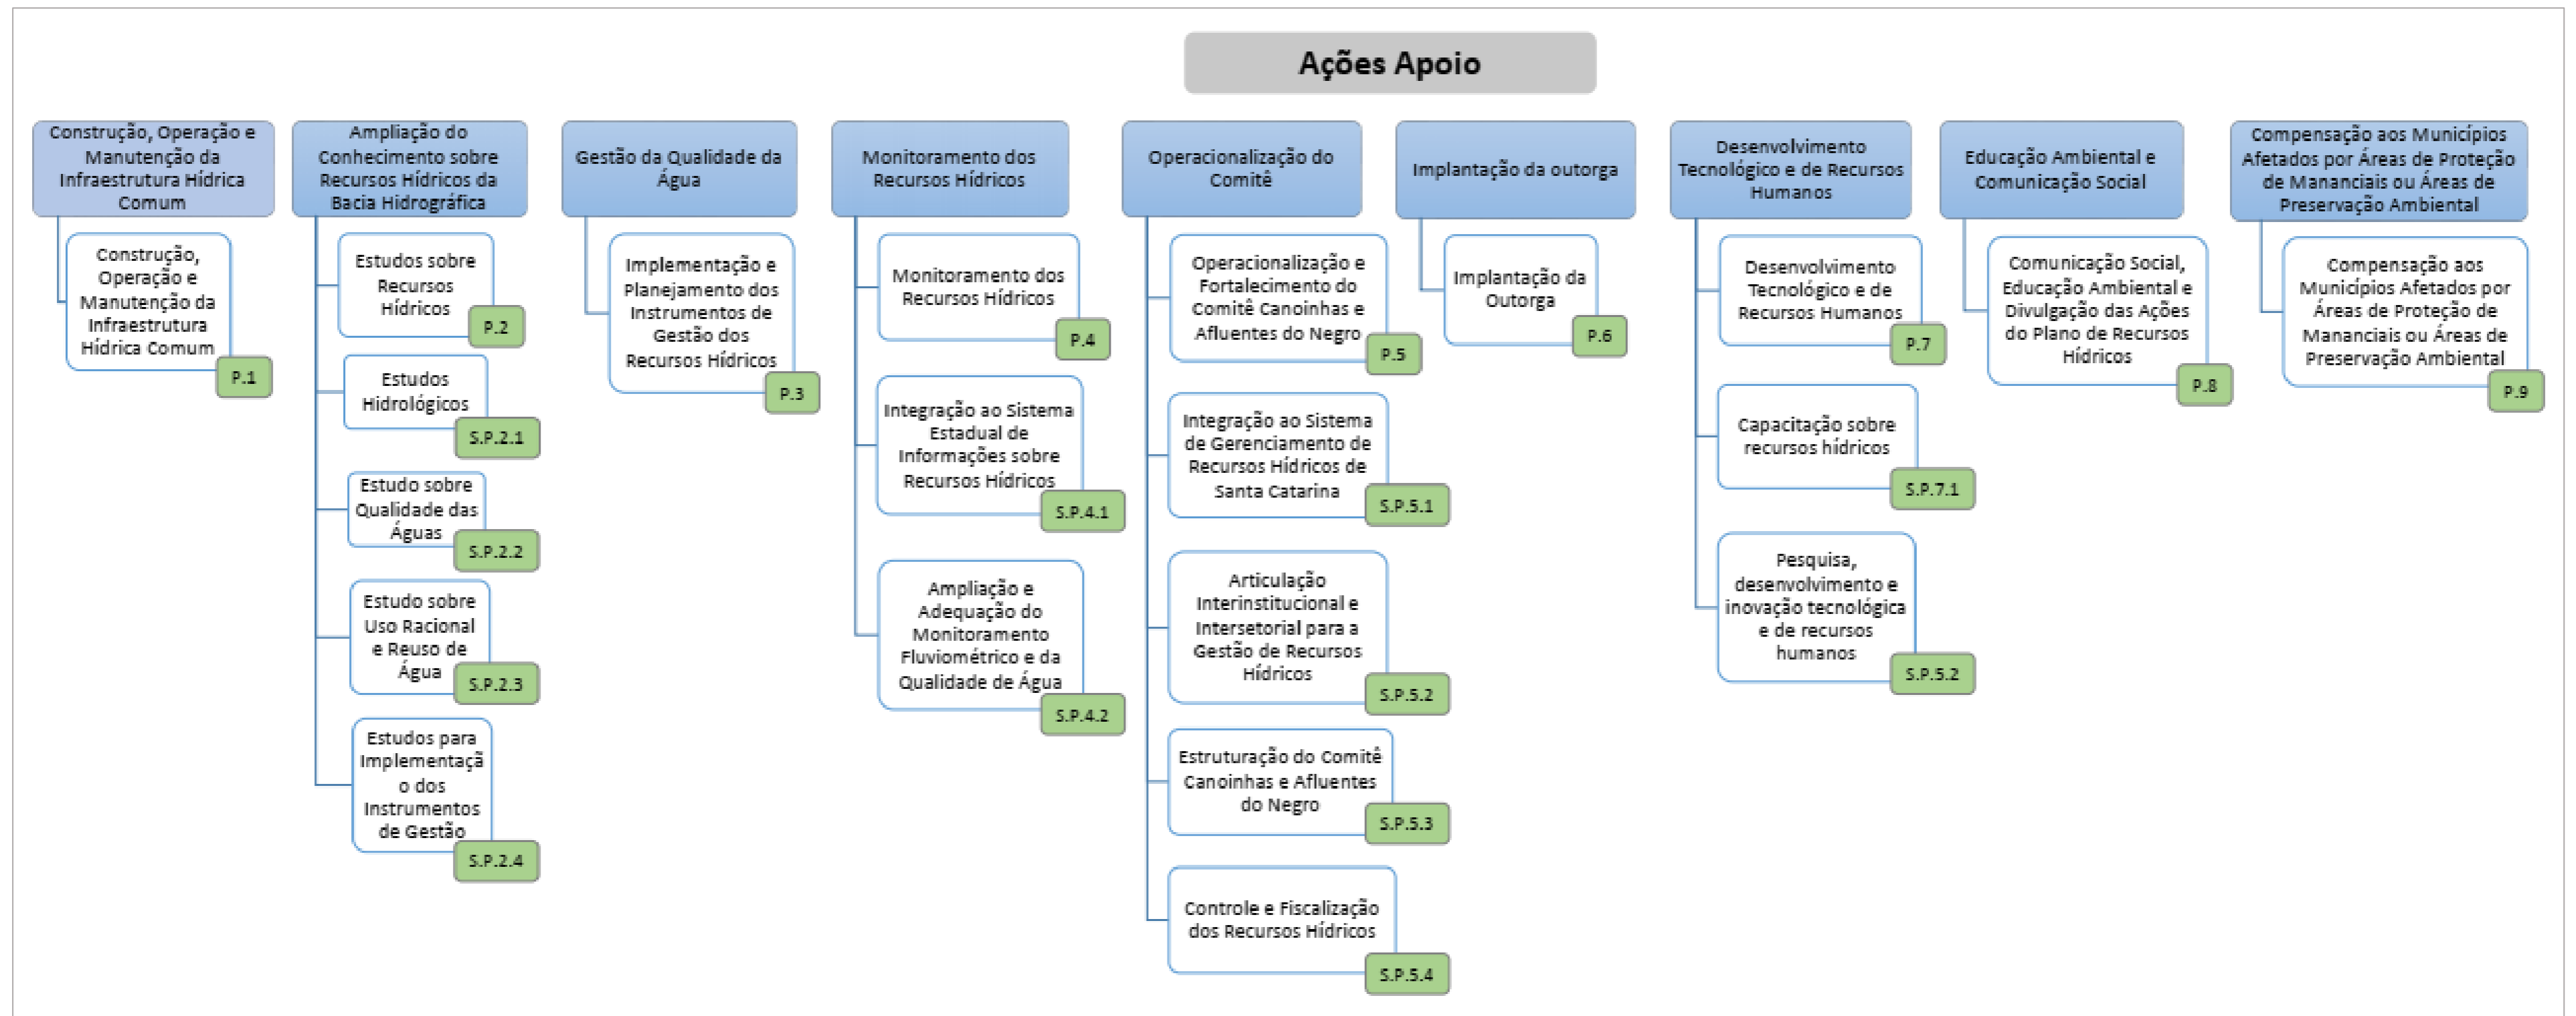 Ações Apoio
Construção, Operação e
Manutenção da
Infraestrutura Hídrica
Comum
Construção,
Operação e
Manutenção da
Infraestrutura
Hídrica Comum
P.1
Ampliação do
Conhecimento sobre
Recursos Hídricos da
Bacia Hidrográfica
Estudos sobre
Recursos
Hídricos
P.2
Estudos
Hidrológicos
S.P.2.1
Estudo sobre
Qualidade das
Águas
S.P.2.2
Estudo sobre
Uso Racional
e Reuso de
Água
S.P.2.3
Estudos para
Implementaçã
o dos
Instrumentos
de Gestão
S.P.2.4
Gestão da Qualidade da
Água
Implementação e
Planejamento dos
Instrumentos de
Gestão dos
Recursos Hídricos
P.3
Monitoramento dos
Recursos Hídricos
Monitoramento dos
Recursos Hídricos
P.4
Integração ao Sistema
Estadual de
Informações sobre
Recursos Hídricos
S.P.4.1
Ampliação e
Adequação do
Monitoramento
Fluviométrico e da
Qualidade de Água
S.P.4.2
Operacionalização do
Comitê
Operacionalização e
Fortalecimento do
Comitê Canoinhas e
Afluentes do Negro
P.5
Integração ao Sistema
de Gerenciamento de
Recursos Hídricos de
Santa Catarina
S.P.5.1
Articulação
Interinstitucional e
Intersetorial para a
Gestão de Recursos
Hídricos
S.P.5.2
Estruturação do Comitê
Canoinhas e Afluentes
do Negro
S.P.5.3
Controle e Fiscalização
dos Recursos Hídricos
S.P.5.4
Implantação da outorga
Implantação da
Outorga
P.6
Desenvolvimento
Tecnológico e de Recursos
Humanos
Desenvolvimento
Tecnológico e de
Recursos Humanos
P.7
Capacitação sobre
recursos hídricos
S.P.7.1
Pesquisa,
desenvolvimento e
inovação tecnológica
e de recursos
humanos
S.P.5.2
Educação Ambiental e
Comunicação Social
Comunicação Social,
Educação Ambiental e
Divulgação das Ações
do Plano de Recursos
Hídricos
P.8
Compensação aos Municípios
Afetados por Áreas de Proteção
de Mananciais ou Áreas de
Preservação Ambiental
Compensação aos
Municípios Afetados por
Áreas de Proteção de
Mananciais ou Áreas de
Preservação Ambiental
P.9